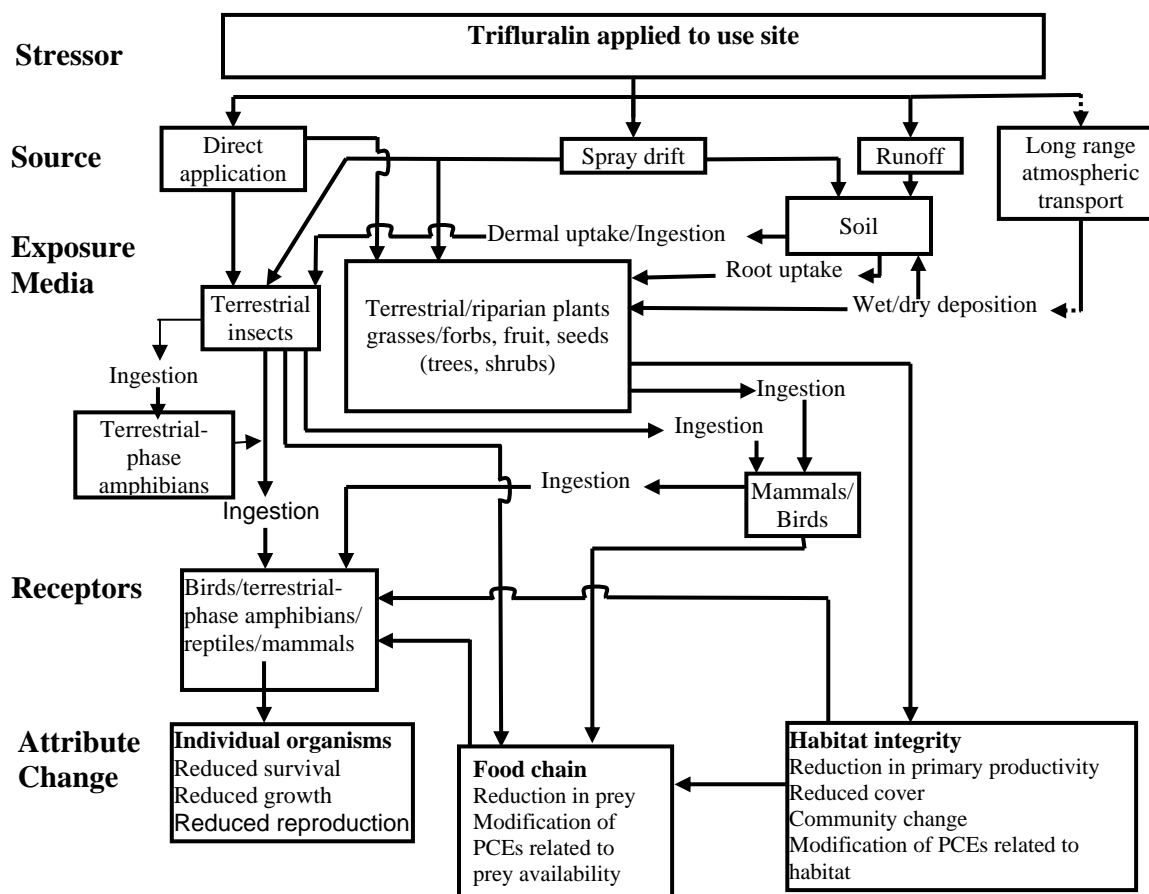 Stressor
Trifluralin applied to use site
Source
Direct
application
Spray drift
Runoff
Long range
atmospheric
transport
Exposure
Media
Soil
Dermal uptake/Ingestion
Root uptake
Wet/dry deposition
Terrestrial
insects
Terrestrial/riparian plants
grasses/forbs, fruit, seeds
(trees, shrubs)
Ingestion
Terrestrial-
phase
amphibians
Ingestion
Ingestion
Ingestion
Ingestion
Mammals/
Birds
Receptors
Birds/terrestrial-
phase amphibians/
reptiles/mammals
Attribute
Change
Individual organisms
Reduced survival
Reduced growth
Reduced reproduction
Food chain
Reduction in prey
Modification of
PCEs related to
prey availability
Habitat integrity
Reduction in primary productivity
Reduced cover
Community change
Modification of PCEs related to
habitat